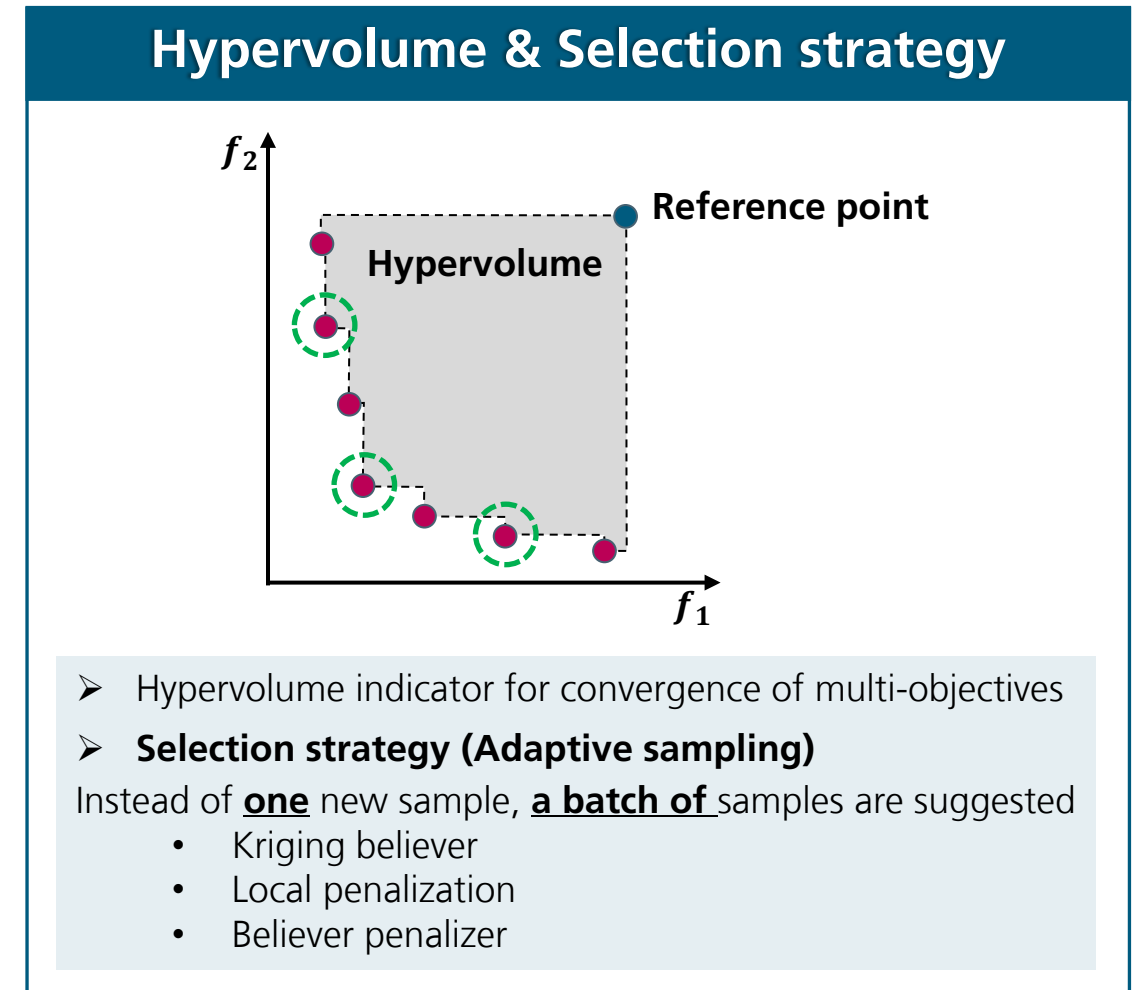 Hypervolume & Selection strategy
f₂
Reference point
Hypervolume
f₁
➢ Hypervolume indicator for convergence of multi-objectives
➢ Selection strategy (Adaptive sampling)
Instead of one new sample, a batch of samples are suggested
• Kriging believer
• Local penalization
• Believer penalizer